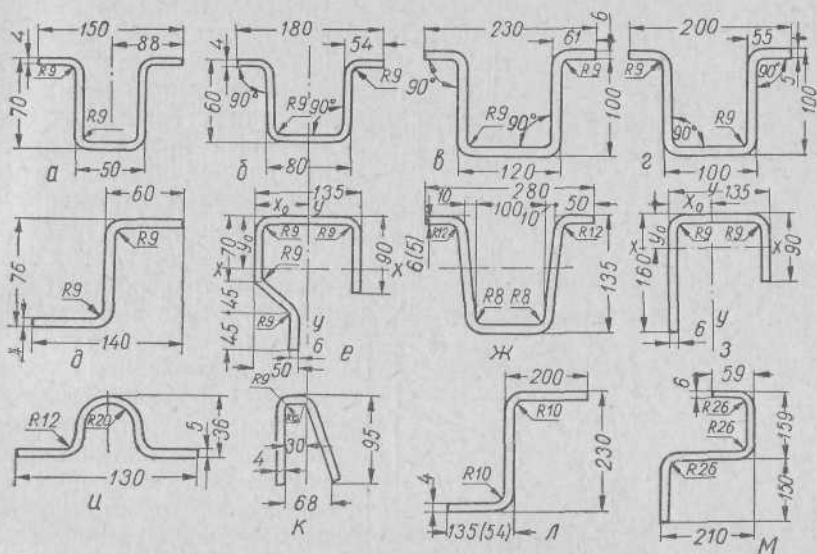 150
88
4
R9
70
R9
50
а
180
54
4
R9
60
90°
R9
90°
80
б
230
61
6
90°
R9
R9
90°
100
120
в
200
55
R9
90°
5
90°
R9
100
100
г
60
76
R9
R9
4
140
д
135
X₀
У
70
У₀
R9
R9
R9
90
X
X
45
45
R9
У
6
50
е
280
10
100
10
50
R12
R12
6(5)
135
R8
R8
ж
У
135
X₀
X
У₀
R9
R9
X
90
160
У
6
з
R12
R20
5
36
130
и
R9
30
4
95
68
к
200
R10
230
R10
4
135(54)
л
59
6
R26
R26
R26
159
150
210
м